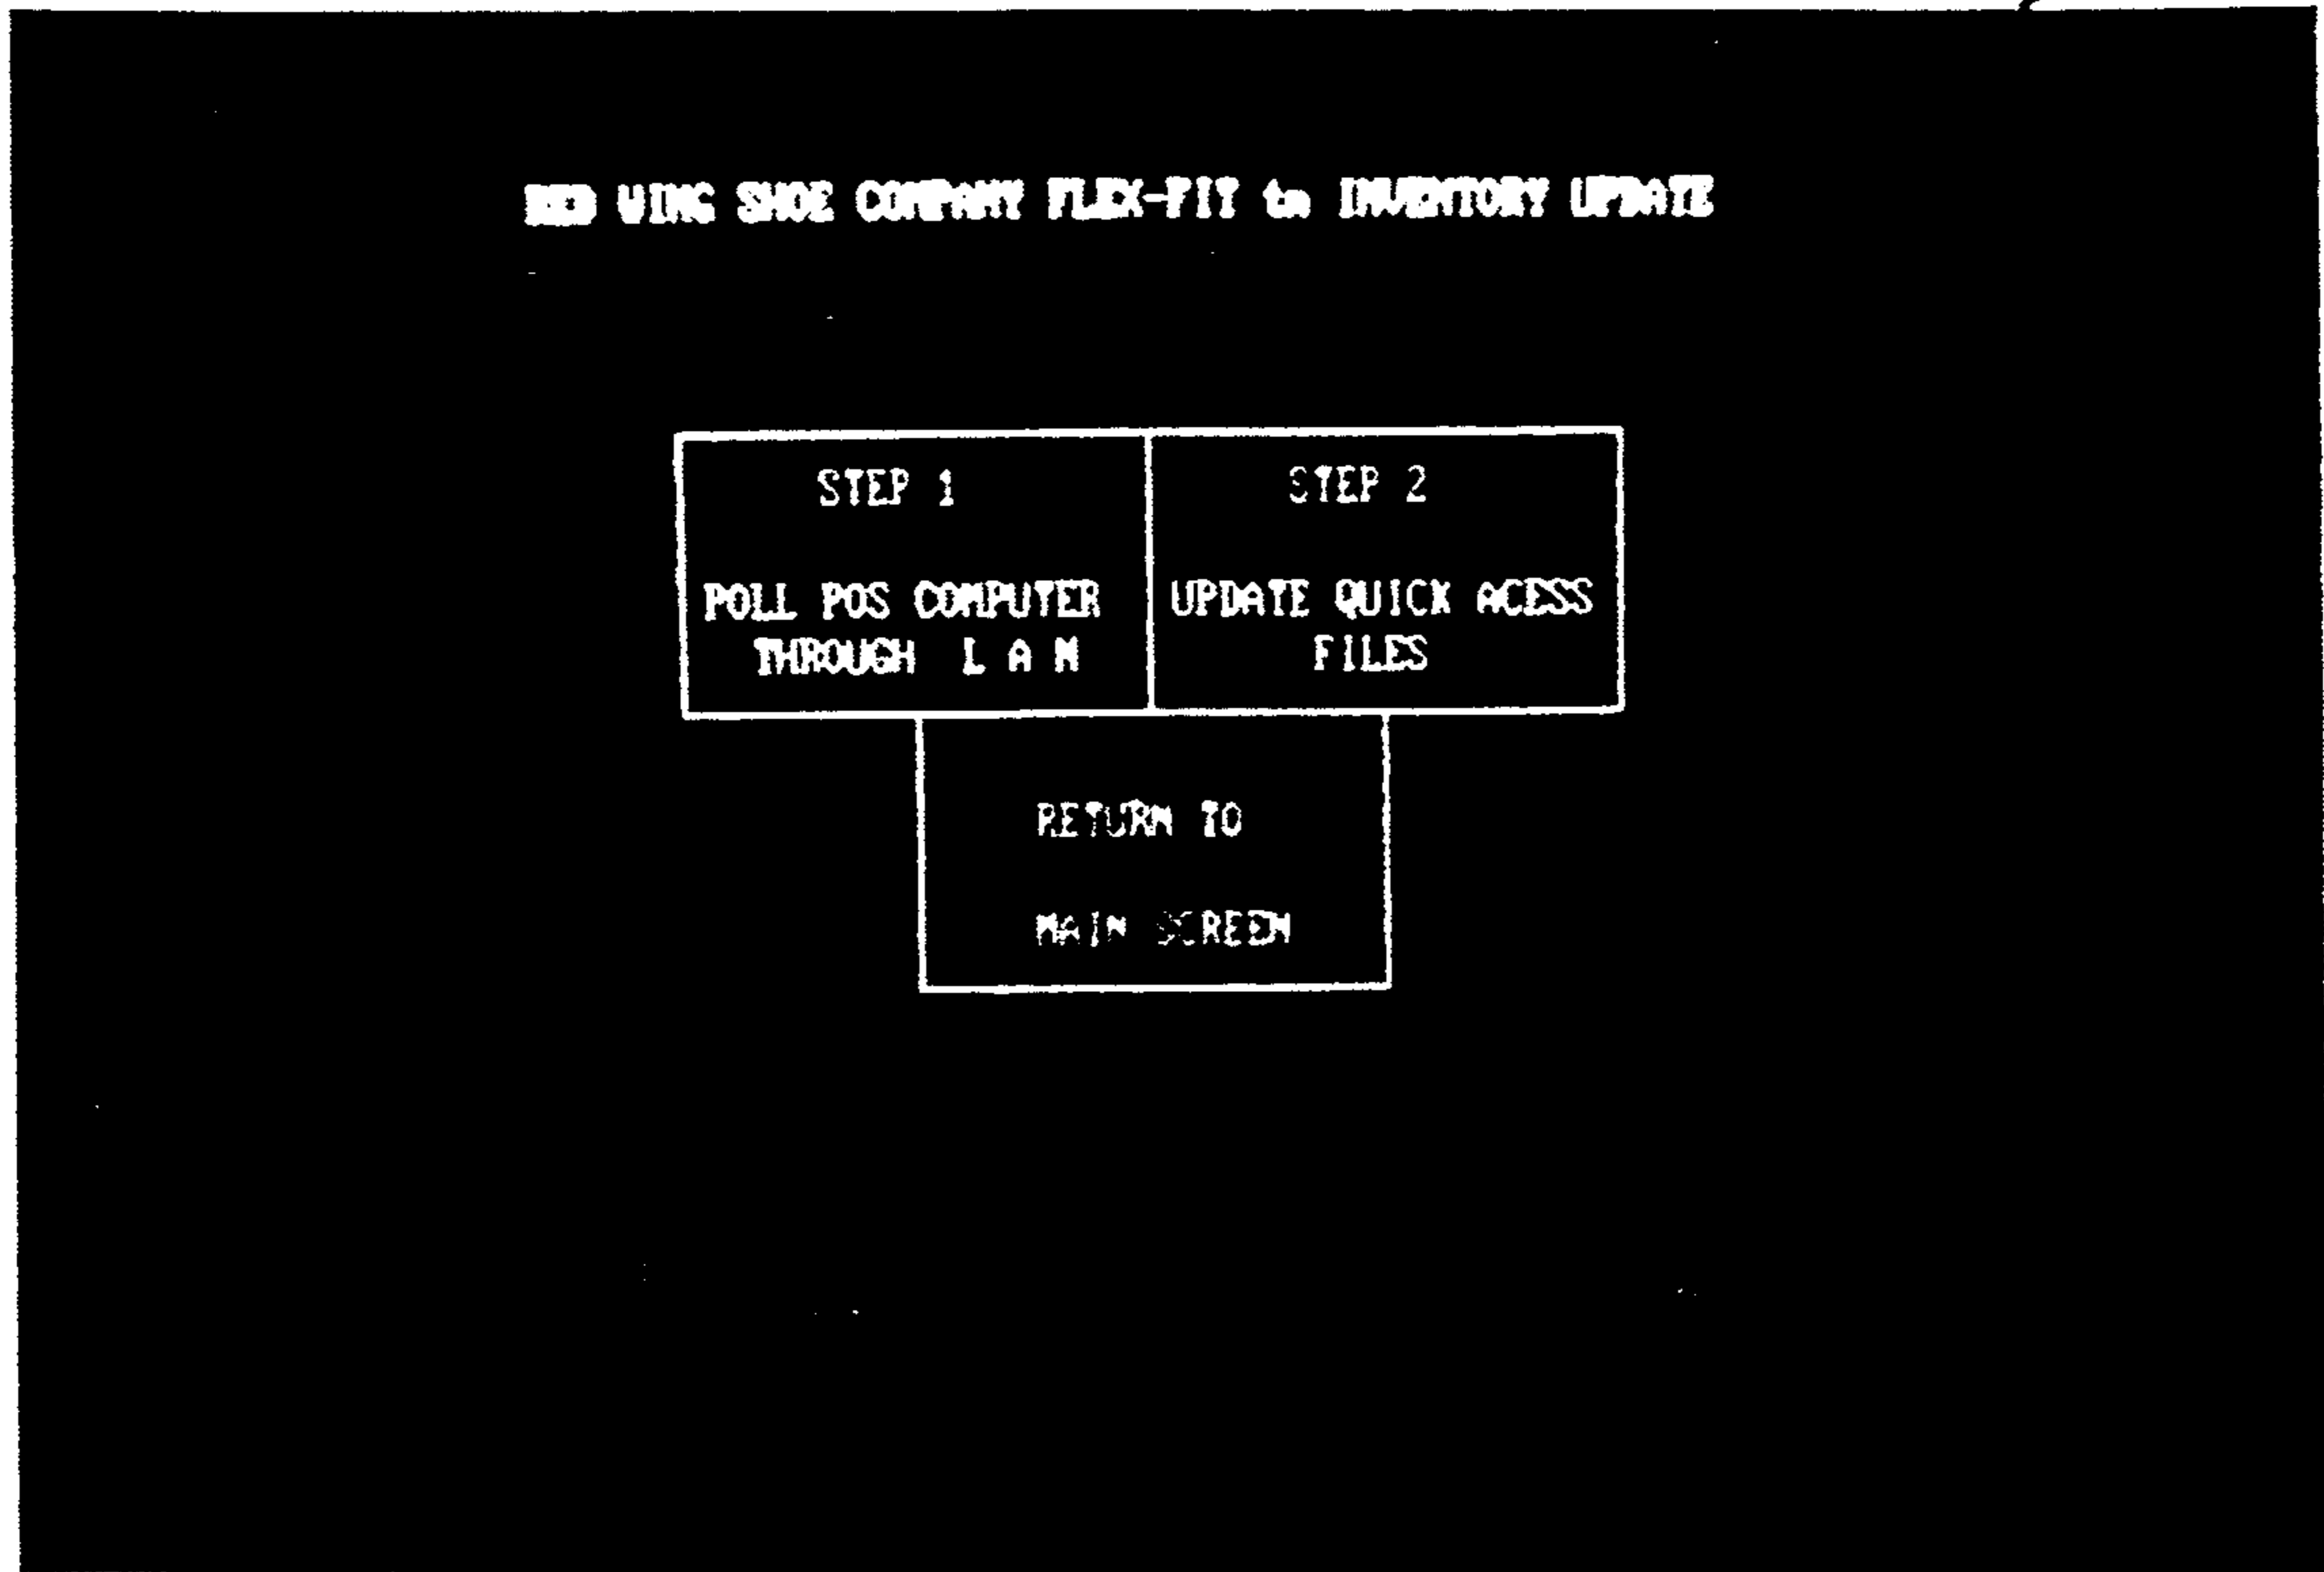 RED WING SHOE COMPANY FLEX-FIT tm INVENTORY UPDATE
STEP 1
POLL POS COMPUTER
THROUGH L A N
STEP 2
UPDATE QUICK ACESS
FILES
RETURN TO
MAIN SCREEN